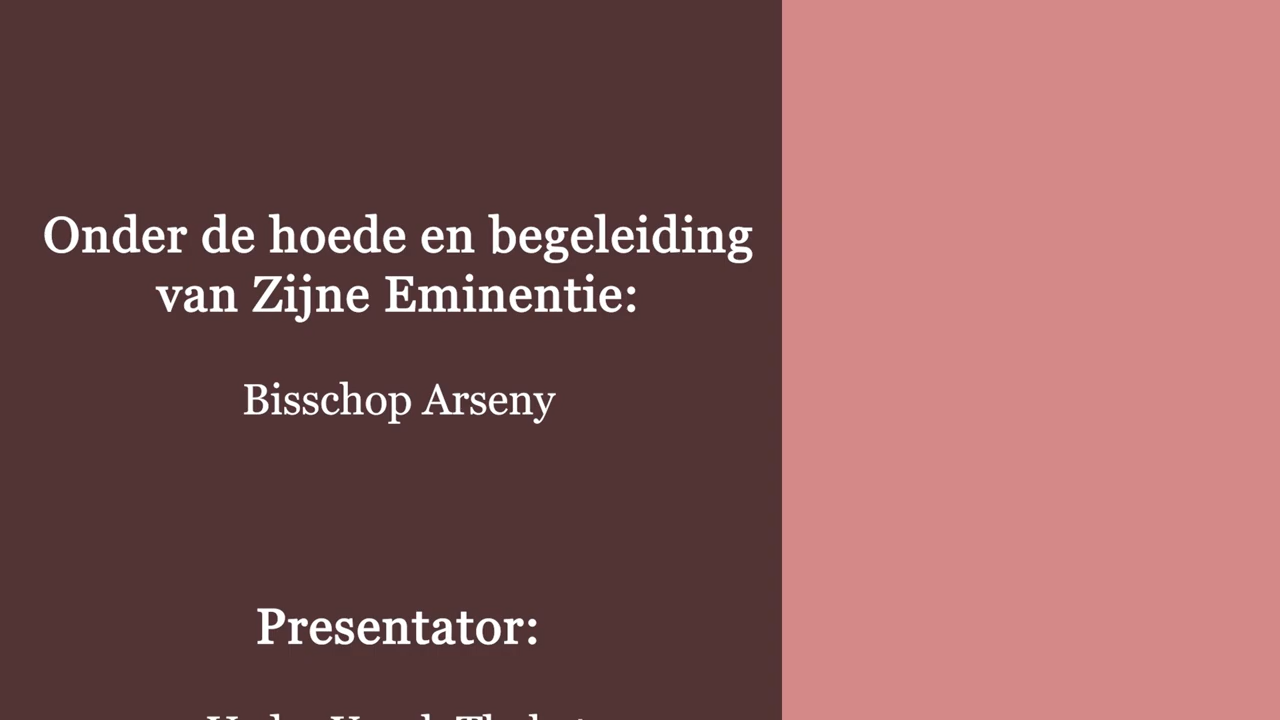 Onder de hoede en begeleiding
van Zijne Eminentie:
Bisschop Arseny
Presentator: